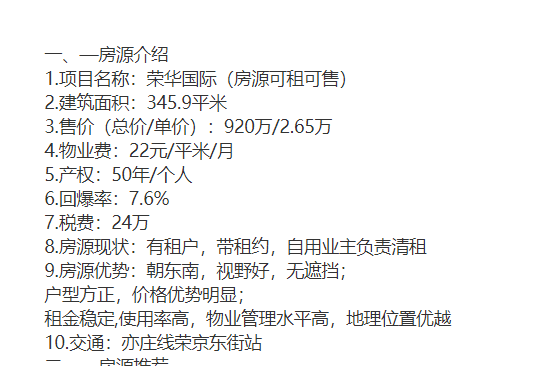 一、—房源介绍
1.项目名称：荣华国际（房源可租可售）
2.建筑面积：345.9平米
3.售价（总价/单价）：920万/2.65万
4.物业费：22元/平米/月
5.产权：50年/个人
6.回爆率：7.6%
7.税费：24万
8.房源现状：有租户，带租约，自用业主负责清租
9.房源优势：朝东南，视野好，无遮挡；
户型方正，价格优势明显；
租金稳定,使用率高，物业管理水平高，地理位置优越
10.交通：亦庄线荣京东街站
二、—房源推荐